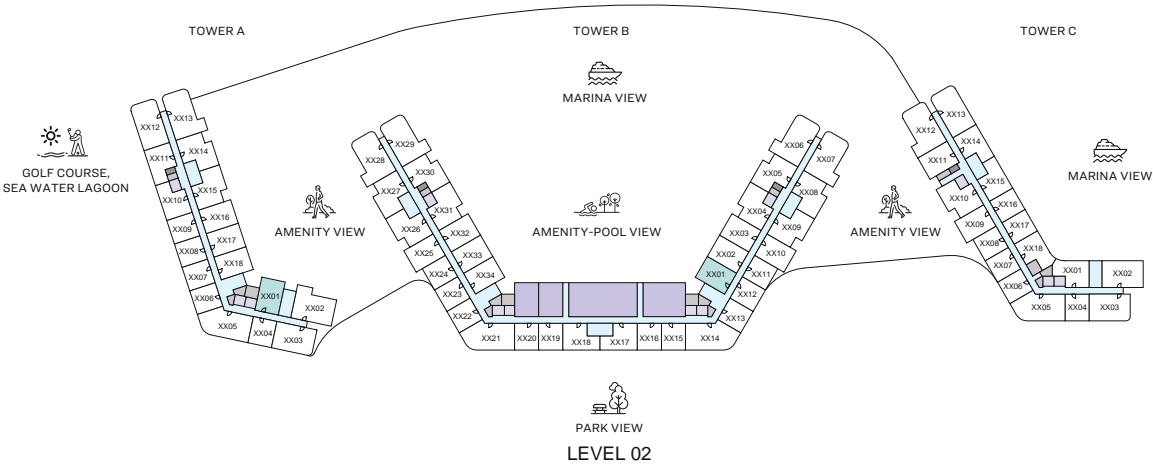 TOWER A
TOWER B
TOWER C
MARINA VIEW
GOLF COURSE,
SEA WATER LAGOON
AMENITY VIEW
AMENITY-POOL VIEW
AMENITY VIEW
MARINA VIEW
XX12
XX13
XX11
XX14
XX10
XX15
XX09
XX16
XX08
XX17
XX07
XX18
XX06
XX01
XX02
XX05
XX04
XX03
XX28
XX29
XX27
XX30
XX26
XX31
XX25
XX32
XX24
XX33
XX23
XX34
XX22
XX21
XX20
XX19
XX18
XX17
XX16
XX15
XX14
XX06
XX07
XX05
XX08
XX04
XX09
XX03
XX10
XX02
XX11
XX01
XX12
XX13
XX12
XX13
XX11
XX14
XX10
XX15
XX09
XX16
XX08
XX17
XX07
XX18
XX06
XX01
XX02
XX05
XX04
XX03
PARK VIEW
LEVEL 02